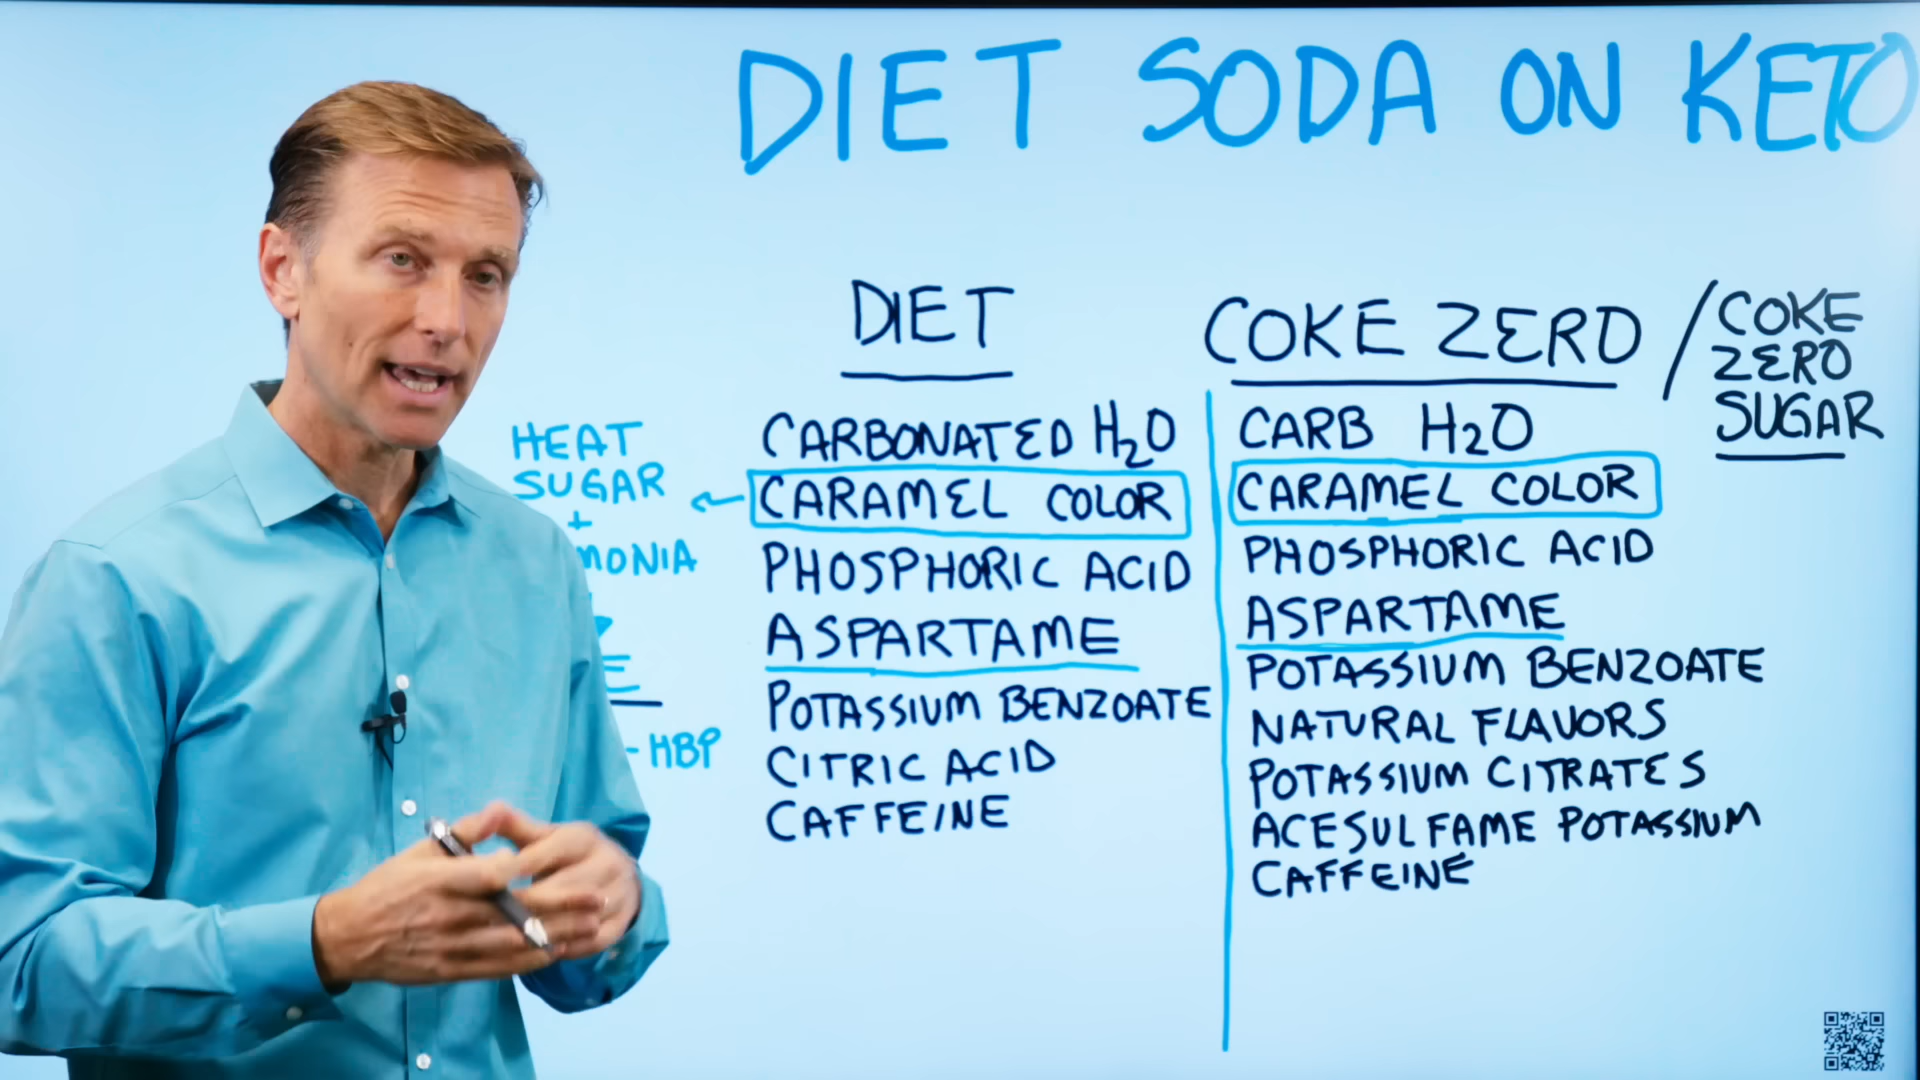 DIET SODA ON KETO
DIET
CARBONATED H₂O
CARAMEL COLOR
PHOSPHORIC ACID
ASPARTAME
POTASSIUM BENZOATE
CITRIC ACID
CAFFEINE
COKE ZERO
/ COKE
ZERO
SUGAR
CARB H₂O
CARAMEL COLOR
PHOSPHORIC ACID
ASPARTAME
POTASSIUM BENZOATE
NATURAL FLAVORS
POTASSIUM CITRATES
ACESULFAME POTASSIUM
CAFFEINE
HEAT
SUGAR
+
MONIA
- HBP